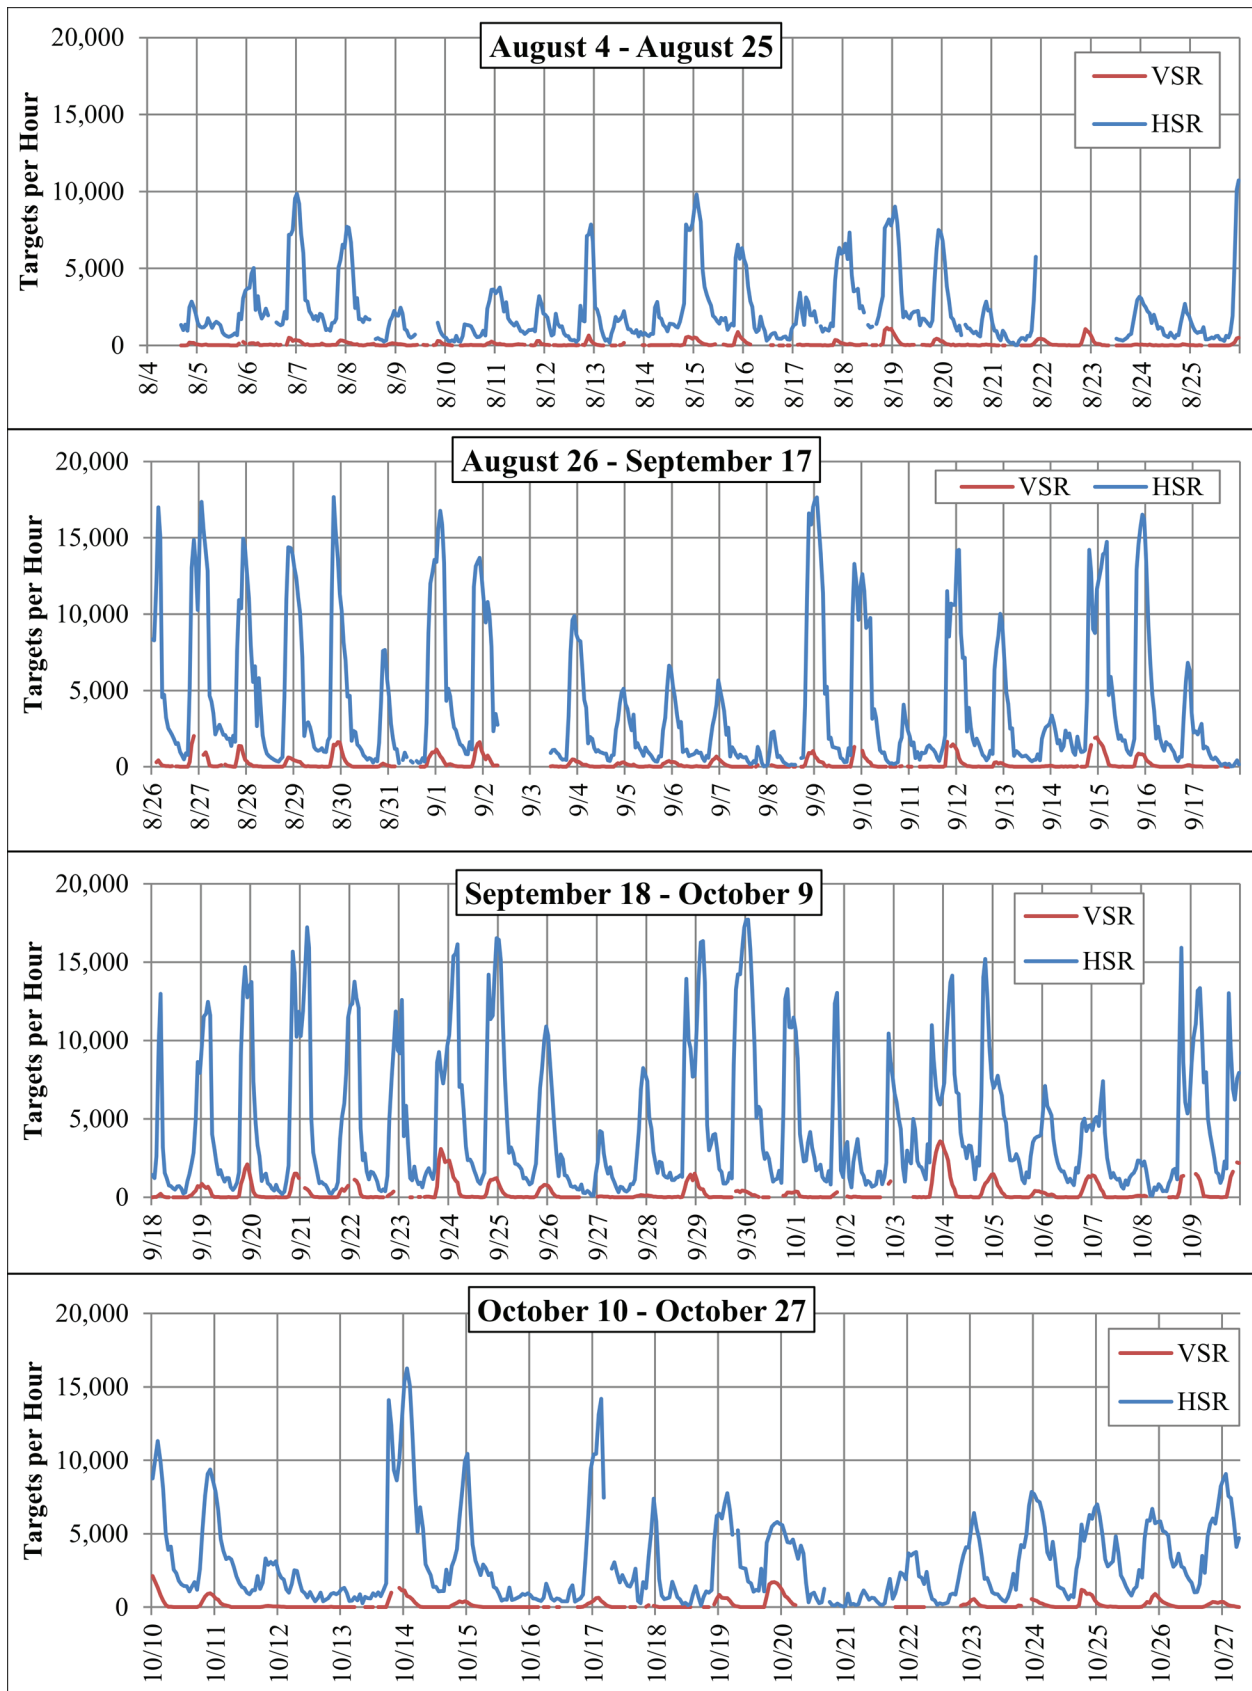 August 4 - August 25
Targets per Hour
20,000
15,000
10,000
5,000
0
VSR
HSR
8/4 8/5 8/6 8/7 8/8 8/9 8/10 8/11 8/12 8/13 8/14 8/15 8/16 8/17 8/18 8/19 8/20 8/21 8/22 8/23 8/24 8/25
August 26 - September 17
Targets per Hour
20,000
15,000
10,000
5,000
0
VSR HSR
8/26 8/27 8/28 8/29 8/30 8/31 9/1 9/2 9/3 9/4 9/5 9/6 9/7 9/8 9/9 9/10 9/11 9/12 9/13 9/14 9/15 9/16 9/17
September 18 - October 9
Targets per Hour
20,000
15,000
10,000
5,000
0
VSR
HSR
9/18 9/19 9/20 9/21 9/22 9/23 9/24 9/25 9/26 9/27 9/28 9/29 9/30 10/1 10/2 10/3 10/4 10/5 10/6 10/7 10/8 10/9
October 10 - October 27
Targets per Hour
20,000
15,000
10,000
5,000
0
VSR
HSR
10/10 10/11 10/12 10/13 10/14 10/15 10/16 10/17 10/18 10/19 10/20 10/21 10/22 10/23 10/24 10/25 10/26 10/27